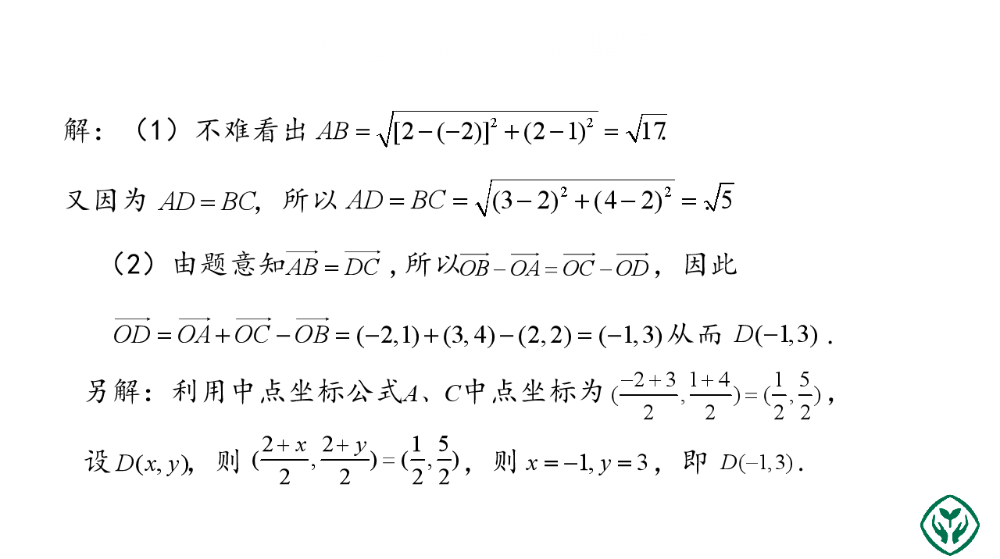 解：（1）不难看出 AB = √([2−(−2)]² + (2−1)²) = √17.
又因为 AD = BC，所以 AD = BC = √((3−2)² + (4−2)²) = √5.
（2）由题意知 \overrightarrow{AB} = \overrightarrow{DC} ，所以 \overrightarrow{OB} − \overrightarrow{OA} = \overrightarrow{OC} − \overrightarrow{OD}，因此
\overrightarrow{OD} = \overrightarrow{OA} + \overrightarrow{OC} − \overrightarrow{OB} = (−2,1) + (3,4) − (2,2) = (−1,3) 从而 D(−1,3) .
另解：利用中点坐标公式A、C中点坐标为 (\frac{−2+3}{2}, \frac{1+4}{2}) = (\frac{1}{2}, \frac{5}{2})，
设 D(x, y)，则 (\frac{2+x}{2}, \frac{2+y}{2}) = (\frac{1}{2}, \frac{5}{2})，则 x = −1, y = 3，即 D(−1,3) .